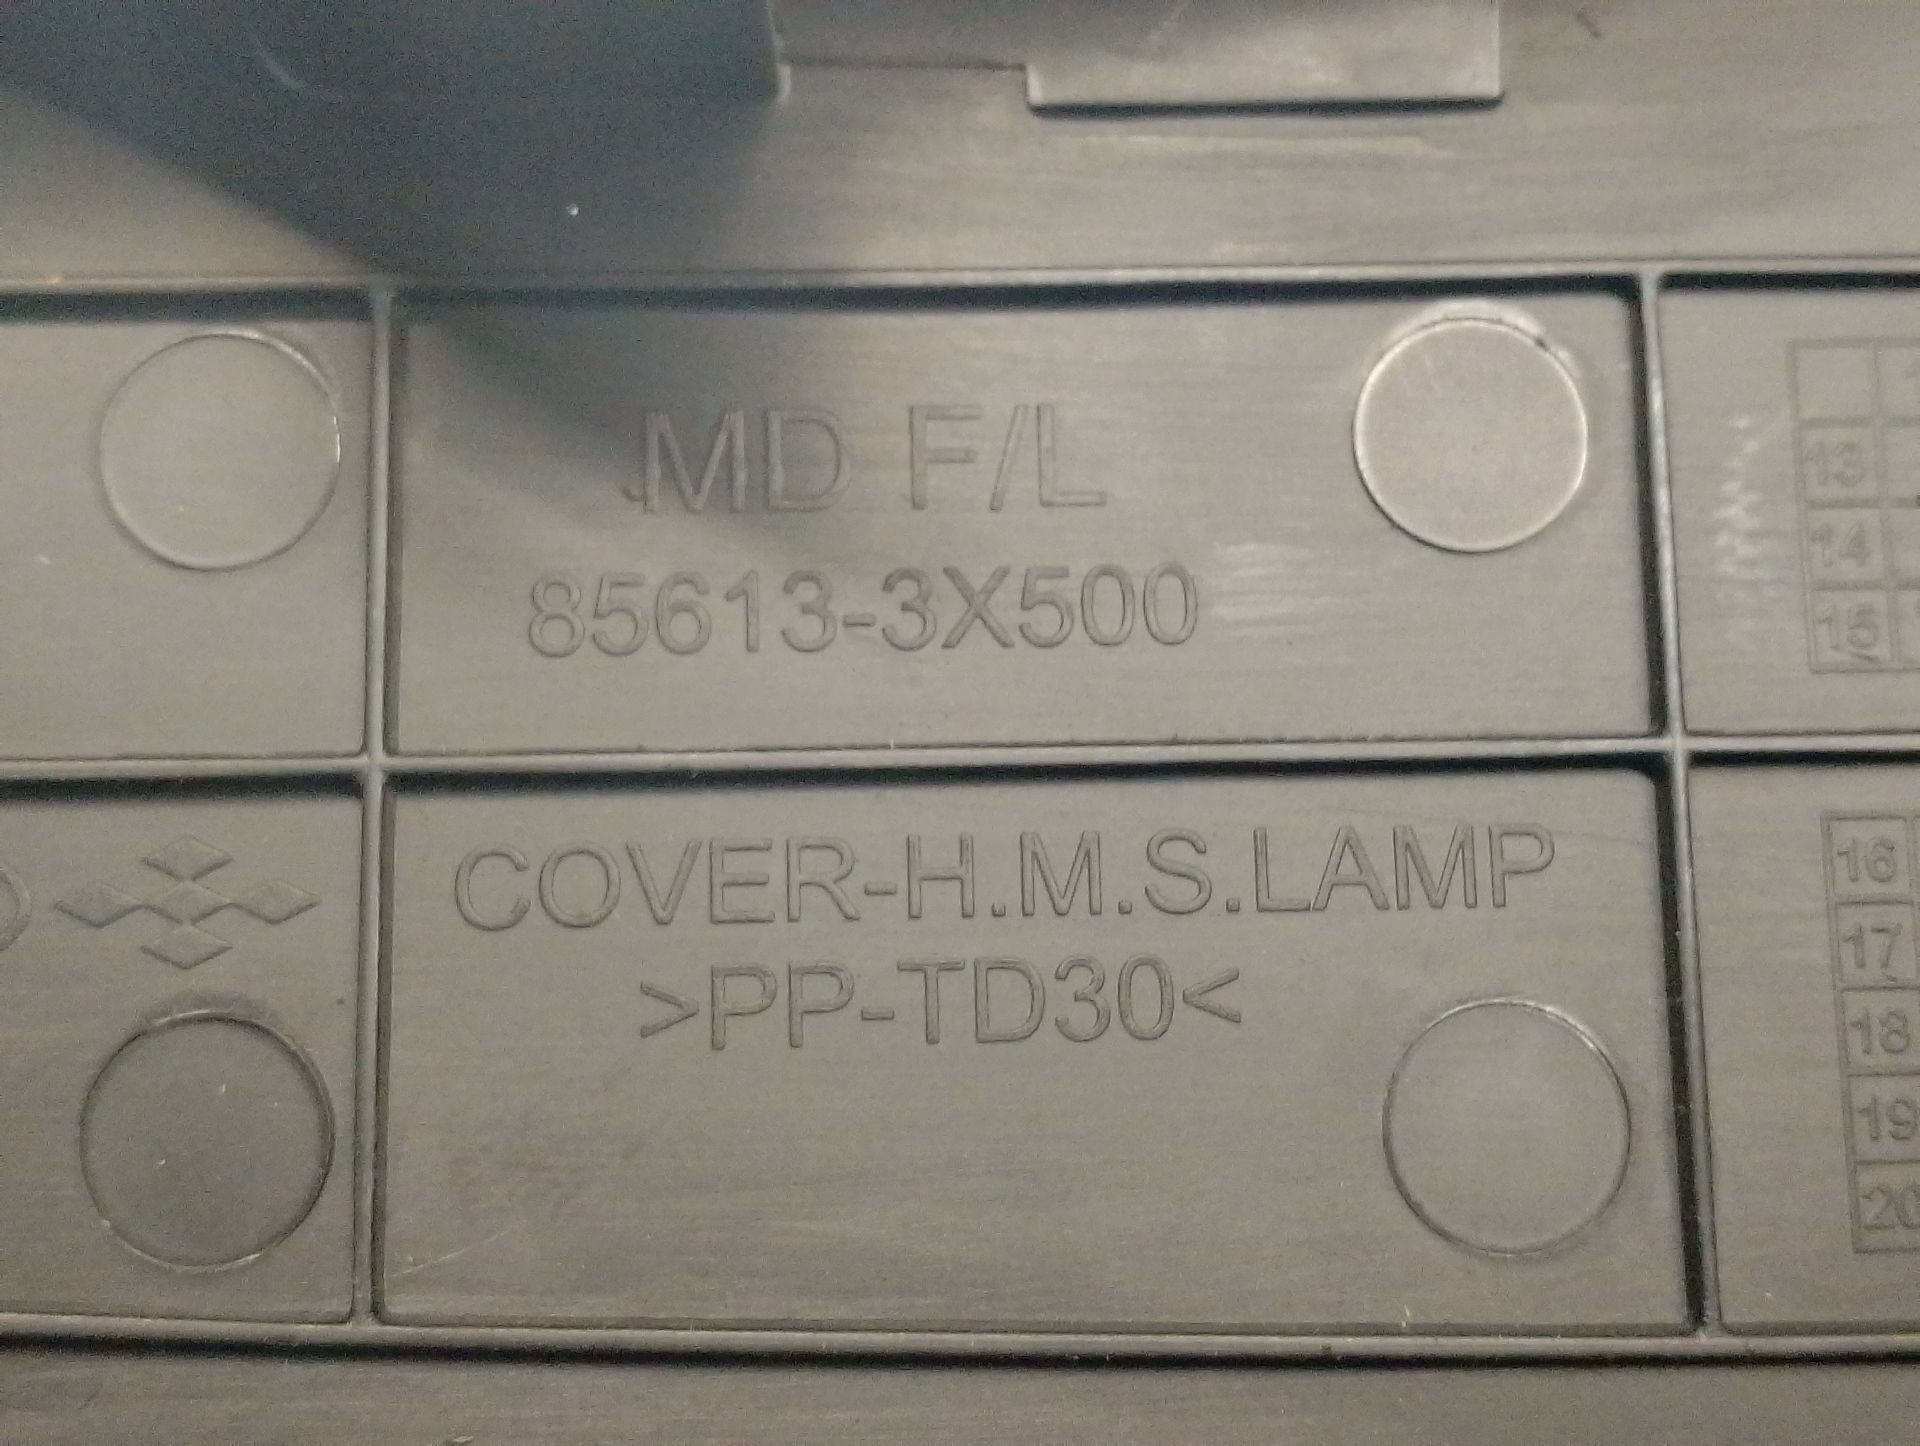 MD F/L
85613-3X500
COVER-H.M.S.LAMP
>PP-TD30<
13
14
15
16
17
18
19
20